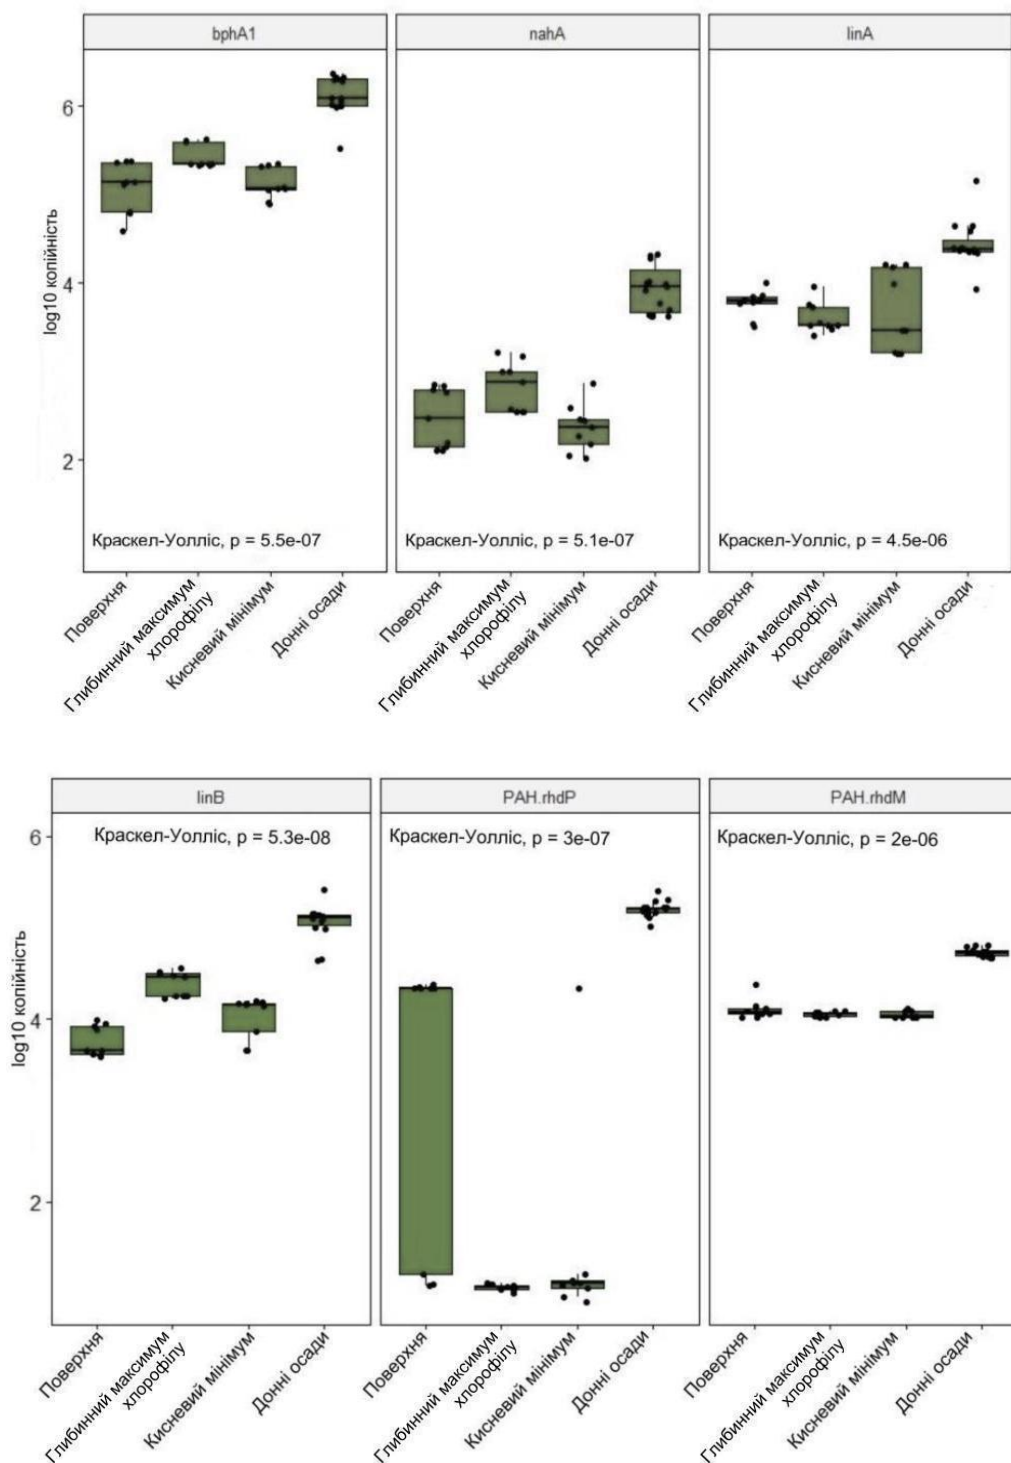 bphA1
nahA
linA
log10 копійність
6
4
2
Краскел-Уолліс, p = 5.5e-07
Краскел-Уолліс, p = 5.1e-07
Краскел-Уолліс, p = 4.5e-06
Поверхня
Глибинний максимум
хлорофілу
Кисневий мінімум
Донні осади
Поверхня
Глибинний максимум
хлорофілу
Кисневий мінімум
Донні осади
Поверхня
Глибинний максимум
хлорофілу
Кисневий мінімум
Донні осади
linB
PAH.rhdP
PAH.rhdM
Краскел-Уолліс, p = 5.3e-08
Краскел-Уолліс, p = 3e-07
Краскел-Уолліс, p = 2e-06
log10 копійність
6
4
2
Поверхня
Глибинний максимум
хлорофілу
Кисневий мінімум
Донні осади
Поверхня
Глибинний максимум
хлорофілу
Кисневий мінімум
Донні осади
Поверхня
Глибинний максимум
хлорофілу
Кисневий мінімум
Донні осади